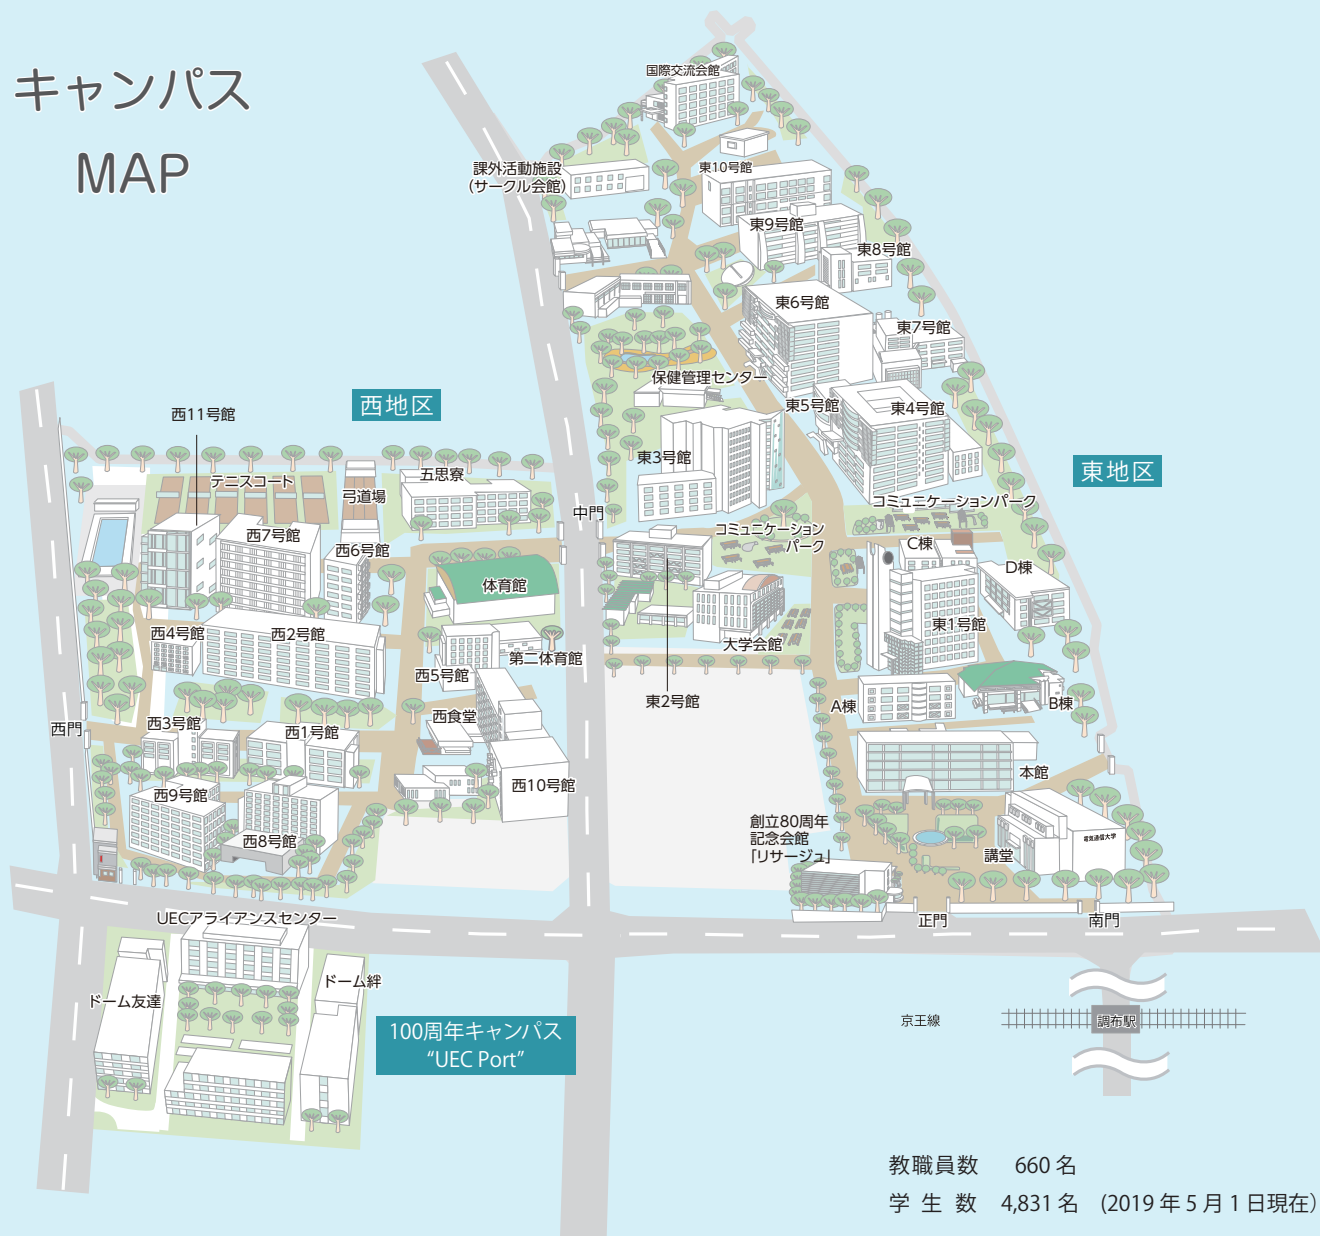 キャンパス
MAP
国際交流会館
課外活動施設
(サークル会館)
東10号館
東9号館
東8号館
東6号館
東7号館
保健管理センター
東5号館
東4号館
西地区
西11号館
東3号館
東地区
テニスコート
五思寮
弓道場
中門
コミュニケーションパーク
西7号館
西6号館
コミュニケーション
パーク
C棟
D棟
体育館
西4号館
西2号館
東1号館
大学会館
第二体育館
西5号館
東2号館
A棟
B棟
西食堂
西3号館
西門
西1号館
本館
西10号館
西9号館
創立80周年
記念会館
「リサージュ」
西8号館
電気通信大学
講堂
UECアライアンスセンター
正門
南門
ドーム絆
ドーム友達
京王線
調布駅
100周年キャンパス
“UEC Port”
教職員数 660 名
学 生 数 4,831 名 (2019 年 5 月 1 日現在)